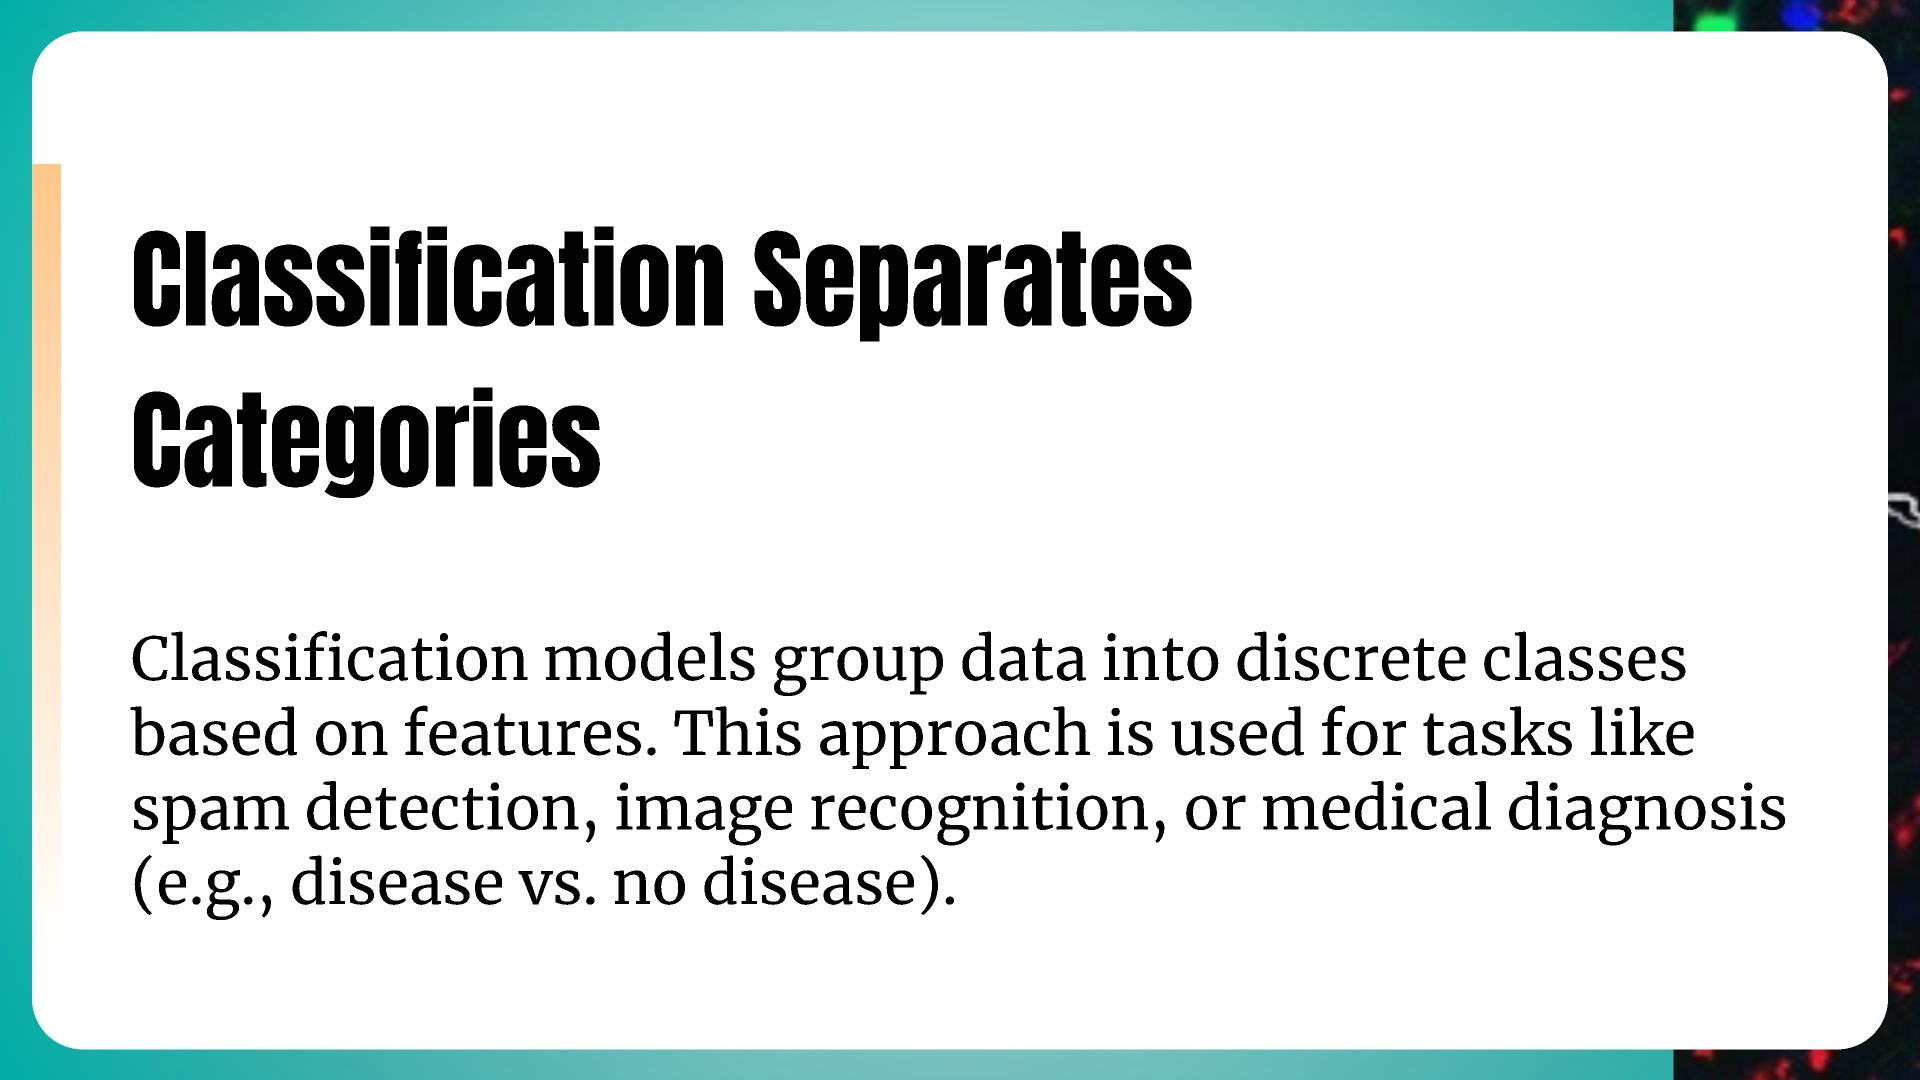 Classification Separates
Categories
Classification models group data into discrete classes
based on features. This approach is used for tasks like
spam detection, image recognition, or medical diagnosis
(e.g., disease vs. no disease).